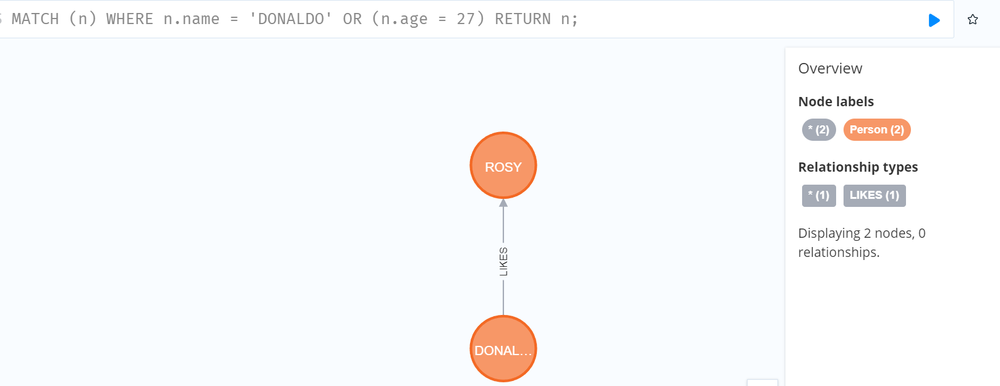 MATCH (n) WHERE n.name = 'DONALDO' OR (n.age = 27) RETURN n;
Overview
Node labels
* (2) Person (2)
Relationship types
* (1) LIKES (1)
Displaying 2 nodes, 0
relationships.
ROSY
LIKES
DONAL...